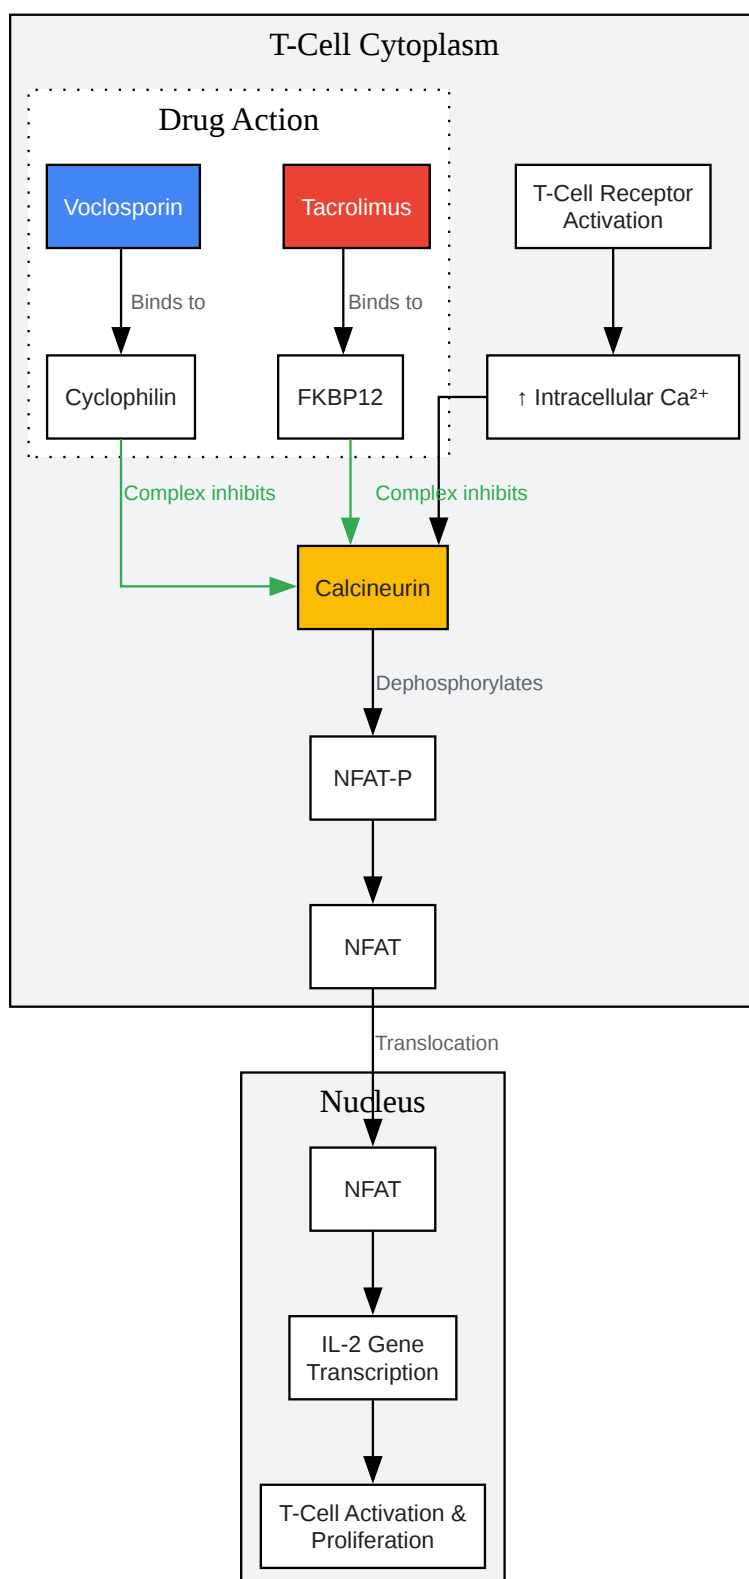 T-Cell Cytoplasm
Drug Action
Voclosporin
Tacrolimus
T-Cell Receptor
Activation
Binds to
Binds to
Cyclophilin
FKBP12
↑ Intracellular Ca²⁺
Complex inhibits
Complex inhibits
Calcineurin
Dephosphorylates
NFAT-P
NFAT
Translocation
Nucleus
NFAT
IL-2 Gene
Transcription
T-Cell Activation &
Proliferation